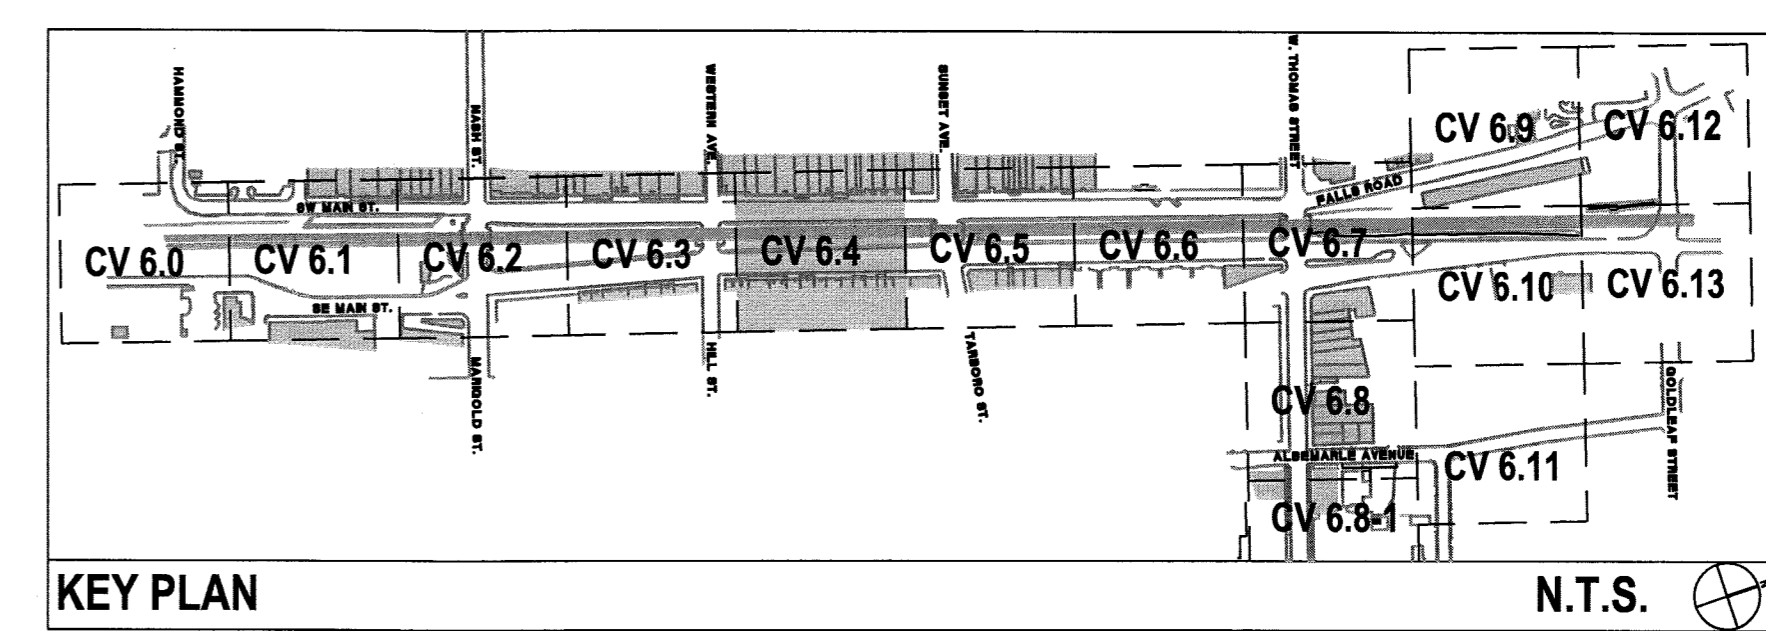 HAMMOND ST.
NASH ST.
WESTERN AVE.
SUNSET AVE.
W. THOMAS STREET
CV 6.9
CV 6.12
FALLS ROAD
SW MAIN ST.
CV 6.0
CV 6.1
CV 6.2
CV 6.3
CV 6.4
CV 6.5
CV 6.6
CV 6.7
CV 6.10
CV 6.13
SE MAIN ST.
MARIGOLD ST.
HILL ST.
TARBORO ST.
GOLDLEAF STREET
CV 6.8
ALBEMARLE AVENUE
CV 6.11
CV 6.8-1
KEY PLAN
N.T.S.
N